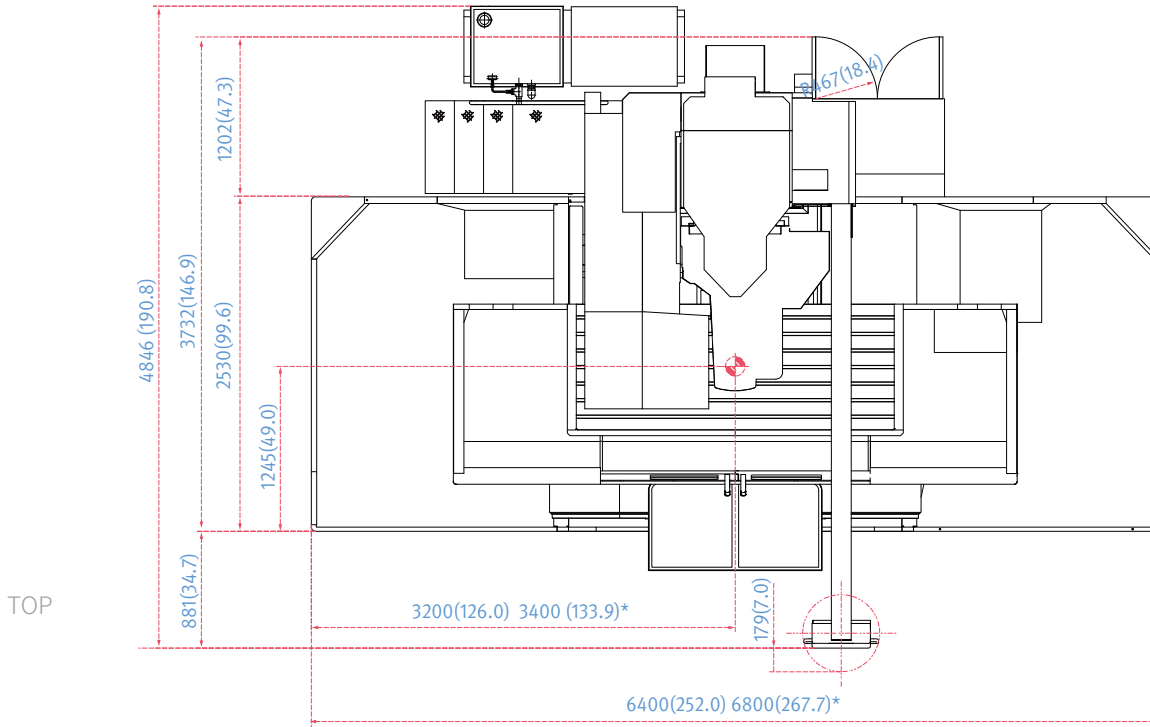 R467(18.4)
1202(47.3)
4846 (190.8)
3732(146.9)
2530(99.6)
1245(49.0)
881(34.7)
TOP
3200(126.0) 3400 (133.9)*
179(7.0)
6400(252.0) 6800(267.7)*